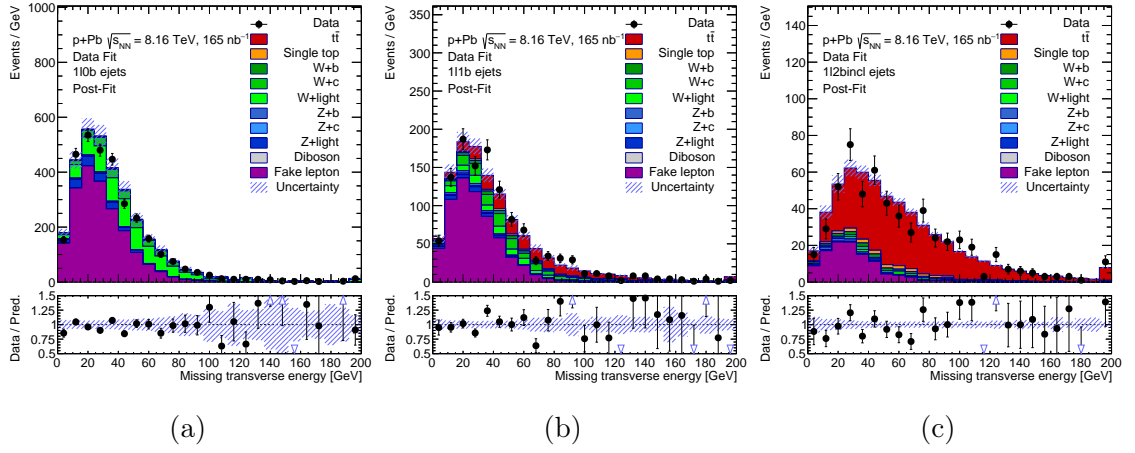 Events / GeV
1000
800
600
400
200
0
p+Pb √sNN = 8.16 TeV, 165 nb⁻¹
Data Fit
1l0b ejets
Post-Fit
Data
tt̄
Single top
W+b
W+c
W+light
Z+b
Z+c
Z+light
Diboson
Fake lepton
Uncertainty
Data / Pred.
1.5
1.25
1
0.75
0.5
0 20 40 60 80 100 120 140 160 180 200
Missing transverse energy [GeV]
(a)
Events / GeV
350
300
250
200
150
100
50
0
p+Pb √sNN = 8.16 TeV, 165 nb⁻¹
Data Fit
1l1b ejets
Post-Fit
Data
tt̄
Single top
W+b
W+c
W+light
Z+b
Z+c
Z+light
Diboson
Fake lepton
Uncertainty
Data / Pred.
1.5
1.25
1
0.75
0.5
0 20 40 60 80 100 120 140 160 180 200
Missing transverse energy [GeV]
(b)
Events / GeV
140
120
100
80
60
40
20
0
p+Pb √sNN = 8.16 TeV, 165 nb⁻¹
Data Fit
1l2bincl ejets
Post-Fit
Data
tt̄
Single top
W+b
W+c
W+light
Z+b
Z+c
Z+light
Diboson
Fake lepton
Uncertainty
Data / Pred.
1.5
1.25
1
0.75
0.5
0 20 40 60 80 100 120 140 160 180 200
Missing transverse energy [GeV]
(c)